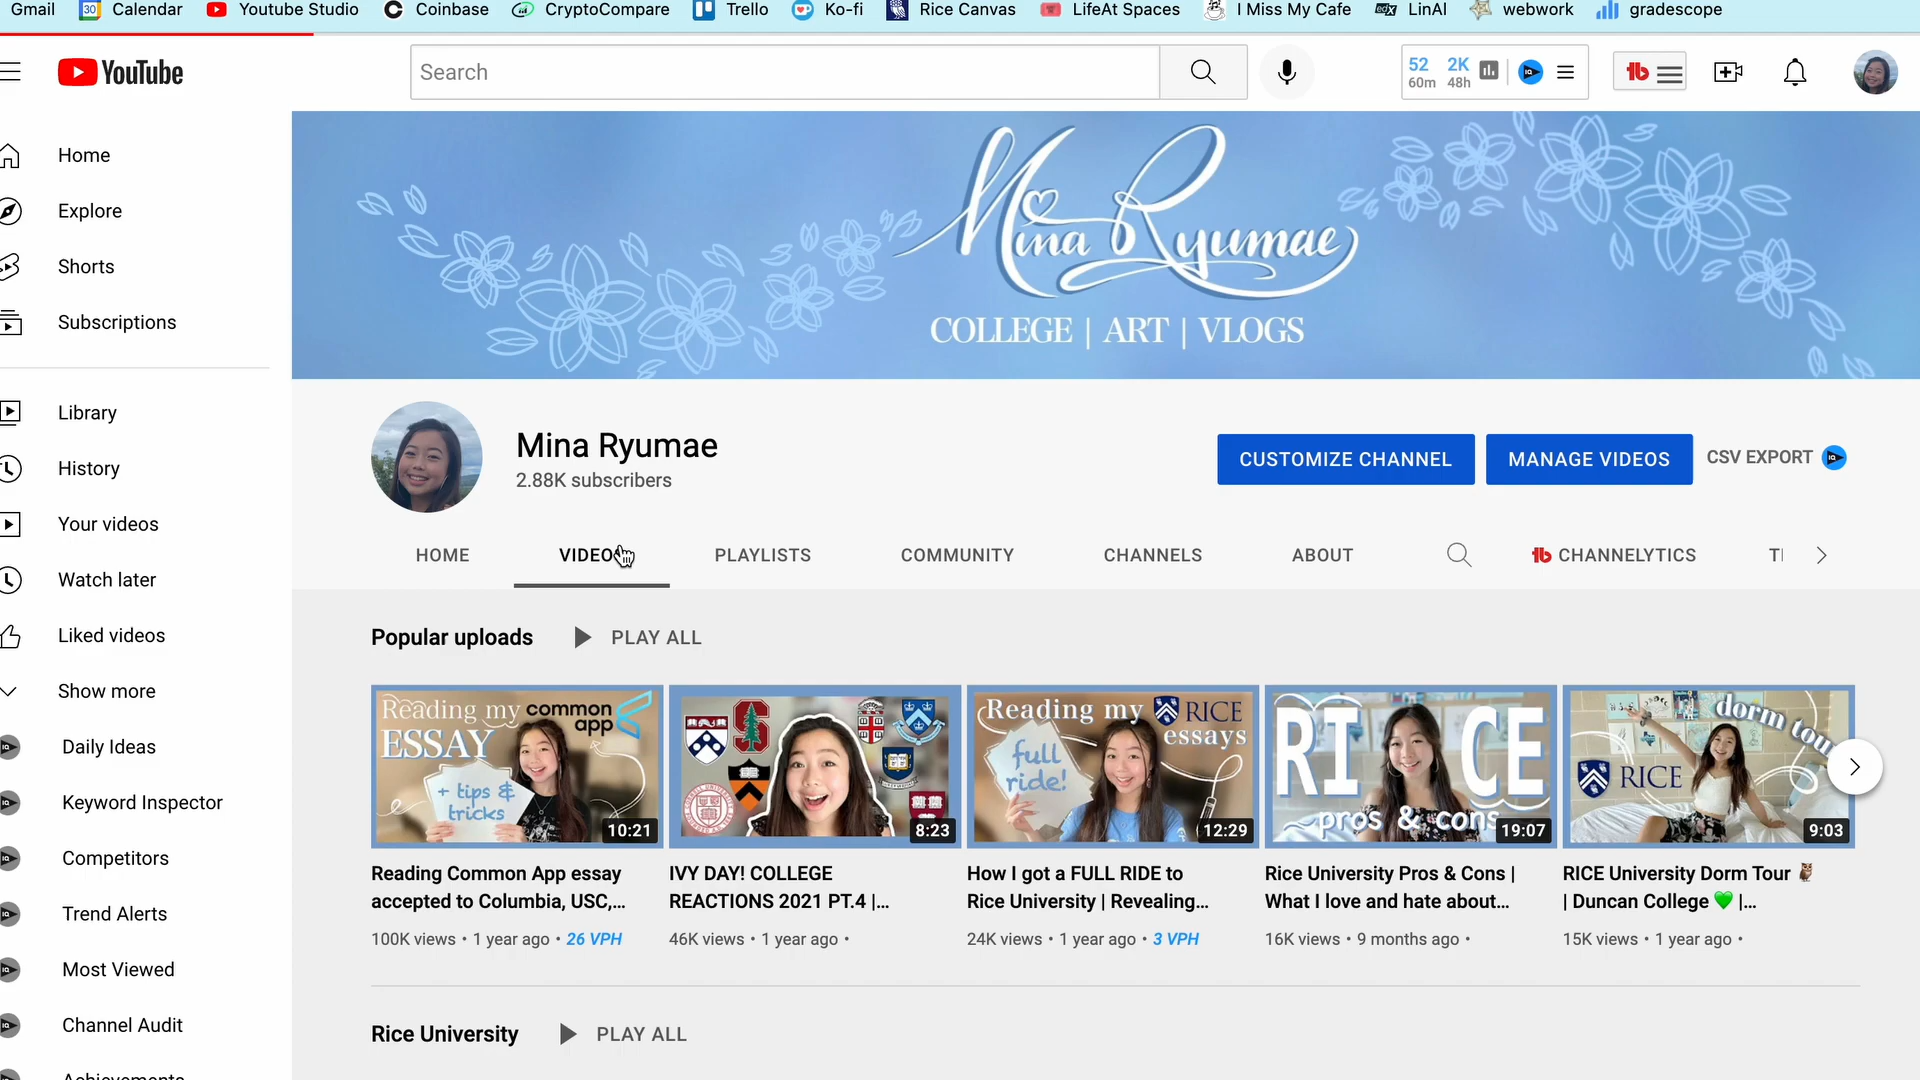 Gmail 30 Calendar Youtube Studio Coinbase CryptoCompare Trello Ko-fi Rice Canvas LifeAt Spaces I Miss My Cafe LinAI webwork gradescope
YouTube Search 52 2K
60m 48h
Home
Explore
Shorts
Subscriptions
Library
History
Your videos
Watch later
Liked videos
Show more
Daily Ideas
Keyword Inspector
Competitors
Trend Alerts
Most Viewed
Channel Audit
Achievements
Mina Ryumae
COLLEGE | ART | VLOGS
Mina Ryumae
2.88K subscribers
CUSTOMIZE CHANNEL MANAGE VIDEOS CSV EXPORT
HOME VIDEOS PLAYLISTS COMMUNITY CHANNELS ABOUT CHANNELYTICS
Popular uploads PLAY ALL
Reading my common app
ESSAY
+ tips &
tricks
10:21
8:23
Reading my RICE
essays
full
ride!
12:29
RICE
pros & cons
19:07
dorm tou
RICE
9:03
Reading Common App essay
accepted to Columbia, USC,...
100K views • 1 year ago • 26 VPH
IVY DAY! COLLEGE
REACTIONS 2021 PT.4 |...
46K views • 1 year ago •
How I got a FULL RIDE to
Rice University | Revealing...
24K views • 1 year ago • 3 VPH
Rice University Pros & Cons |
What I love and hate about...
16K views • 9 months ago •
RICE University Dorm Tour 🦉
| Duncan College 💚 |...
15K views • 1 year ago •
Rice University PLAY ALL